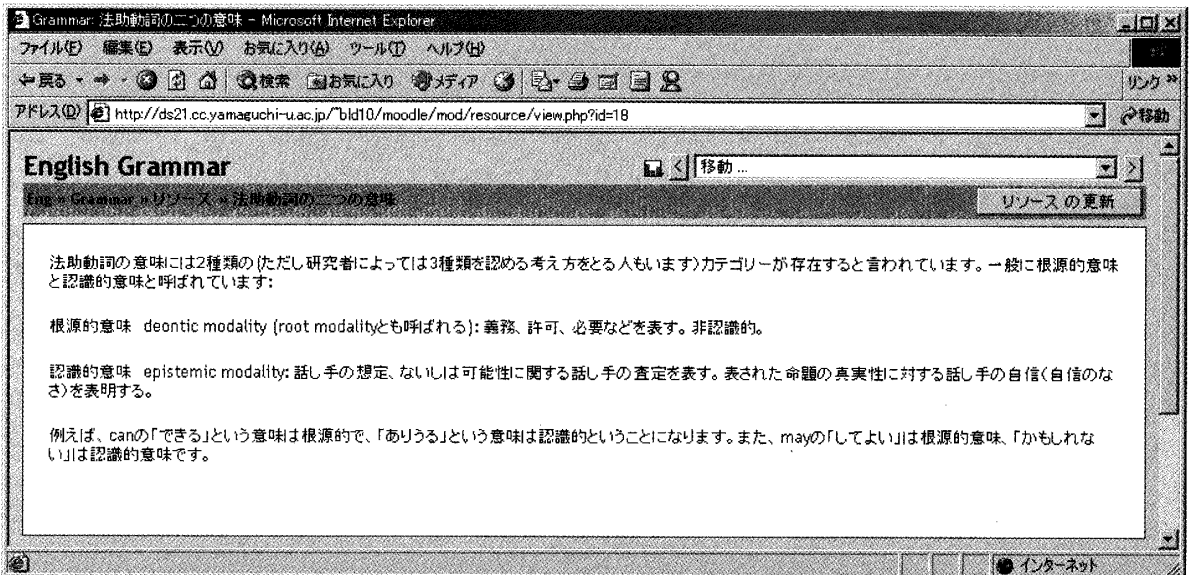 Grammar: 法助動詞の二つの意味 - Microsoft Internet Explorer
ファイル(F) 編集(E) 表示(V) お気に入り(A) ツール(T) ヘルプ(H)
戻る 検索 お気に入り メディア リンク »
アドレス(D) http://ds21.cc.yamaguchi-u.ac.jp/~bld10/moodle/mod/resource/view.php?id=18 移動
English Grammar 移動 ...
Eng » Grammar » リソース » 法助動詞の二つの意味 リソース の更新
法助動詞の意味には2種類の(ただし研究者によっては3種類を認める考え方をとる人もいます)カテゴリーが存在すると言われています。一般に根源的意味
と認識的意味と呼ばれています:
根源的意味 deontic modality (root modalityとも呼ばれる): 義務、許可、必要などを表す。非認識的。
認識的意味 epistemic modality: 話し手の想定、ないしは可能性に関する話し手の査定を表す。表された命題の真実性に対する話し手の自信(自信のな
さ)を表明する。
例えば、canの「できる」という意味は根源的で、「ありうる」という意味は認識的ということになります。また、mayの「してよい」は根源的意味、「かもしれな
い」は認識的意味です。
インターネット